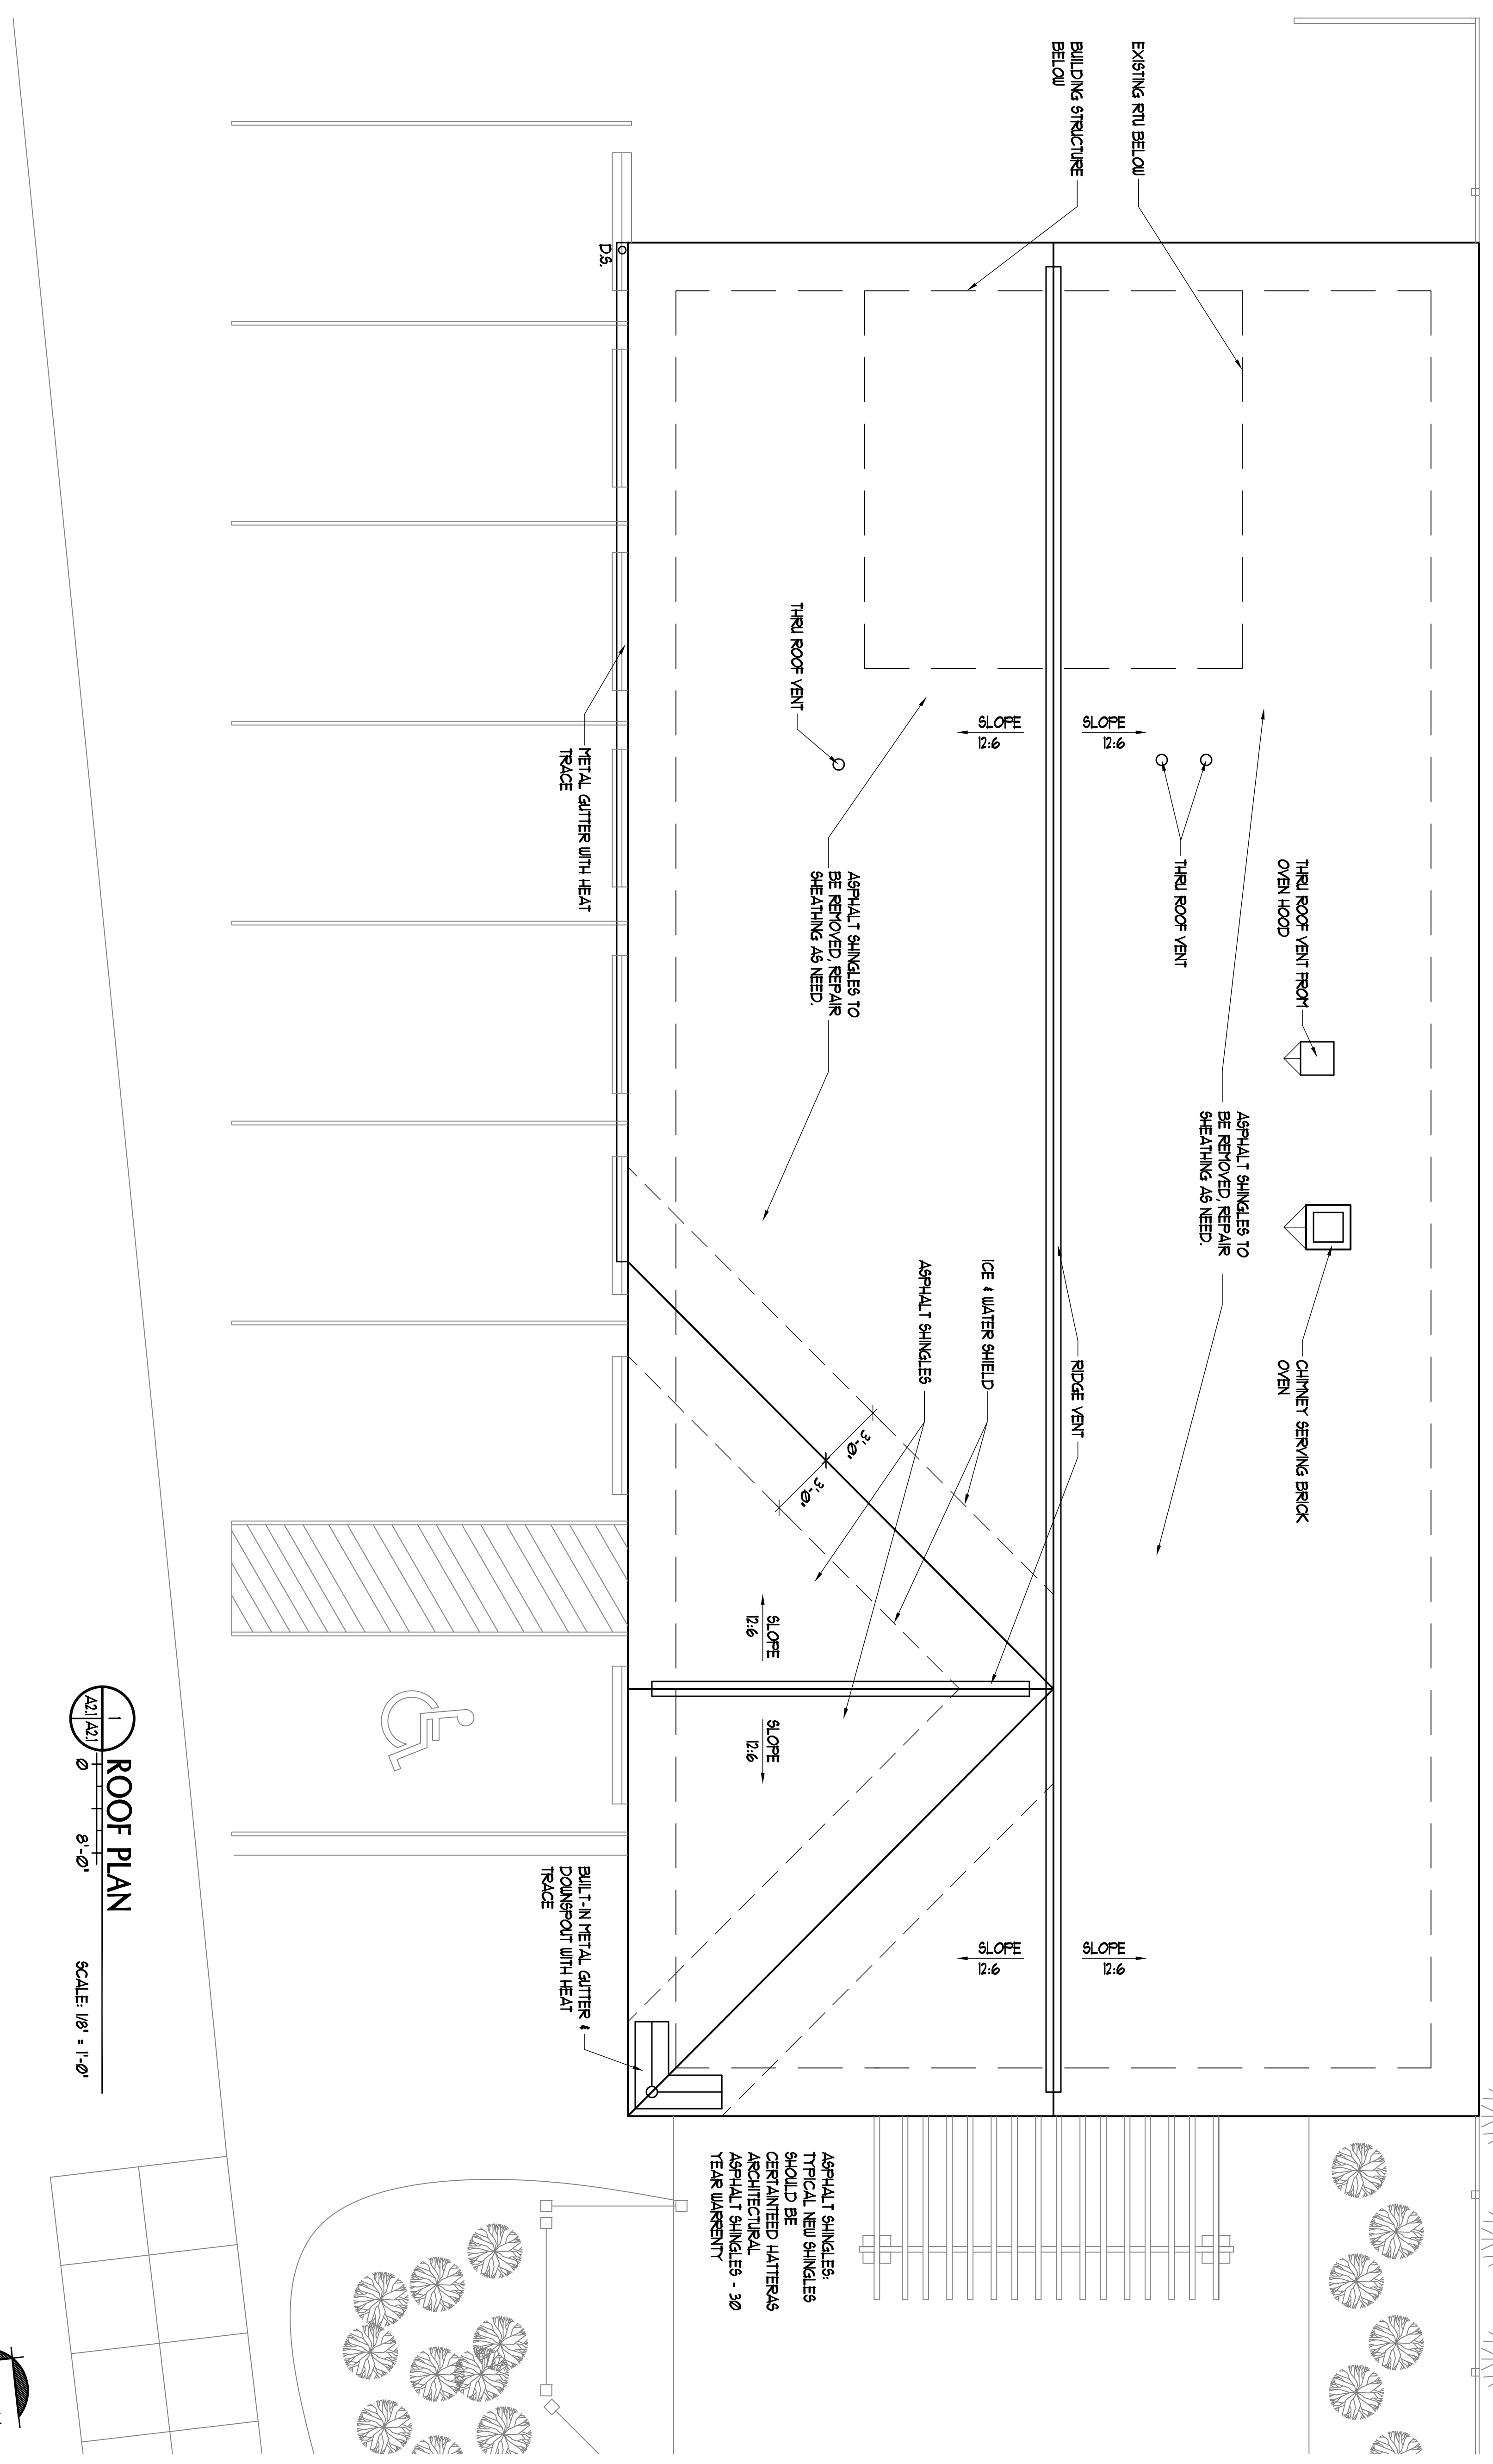 EXISTING RTU BELOW
BUILDING STRUCTURE
BELOW
D.S.
THRU ROOF VENT
METAL GUTTER WITH HEAT
TRACE
SLOPE
12:6
SLOPE
12:6
THRU ROOF VENT
THRU ROOF VENT FROM
OVEN HOOD
ASPHALT SHINGLES TO
BE REMOVED, REPAIR
SHEATHING AS NEED.
ASPHALT SHINGLES TO
BE REMOVED, REPAIR
SHEATHING AS NEED.
CHIMNEY SERVING BRICK
OVEN
RIDGE VENT
ICE & WATER SHIELD
ASPHALT SHINGLES
3'-0"
3'-0"
SLOPE
12:6
SLOPE
12:6
SLOPE
12:6
SLOPE
12:6
BUILT-IN METAL GUTTER &
DOWNSPOUT WITH HEAT
TRACE
ASPHALT SHINGLES:
TYPICAL NEW SHINGLES
SHOULD BE
CERTAINTEED HATTERAS
ARCHITECTURAL
ASPHALT SHINGLES - 30
YEAR WARRENTY
1
A2.1 A2.1
ROOF PLAN
0 8'-0"
SCALE: 1/8" = 1'-0"